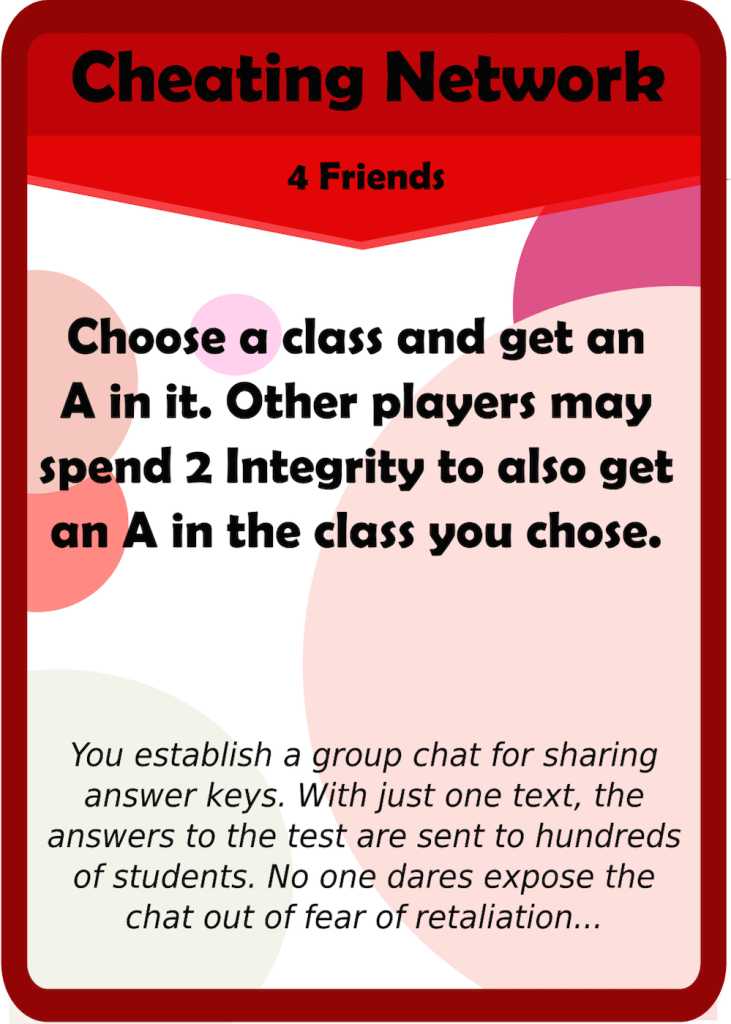 Cheating Network
4 Friends
Choose a class and get an
A in it. Other players may
spend 2 Integrity to also get
an A in the class you chose.
You establish a group chat for sharing
answer keys. With just one text, the
answers to the test are sent to hundreds
of students. No one dares expose the
chat out of fear of retaliation...